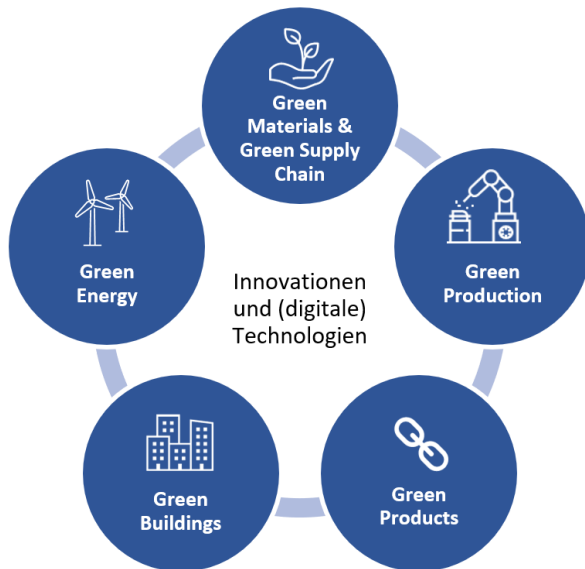 Green
Materials &
Green Supply
Chain
Green
Energy
Green
Production
Innovationen
und (digitale)
Technologien
Green
Buildings
Green
Products